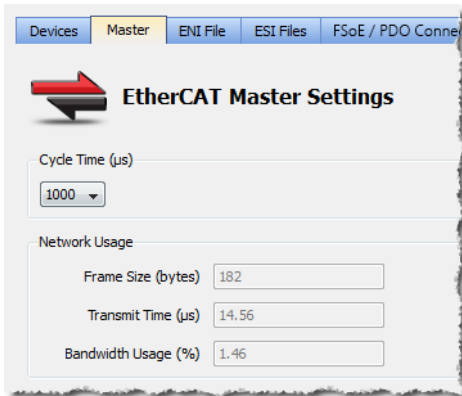 Devices Master ENI File ESI Files FSoE / PDO Conne
EtherCAT Master Settings
Cycle Time (µs)
1000
Network Usage
Frame Size (bytes) 182
Transmit Time (µs) 14.56
Bandwidth Usage (%) 1.46